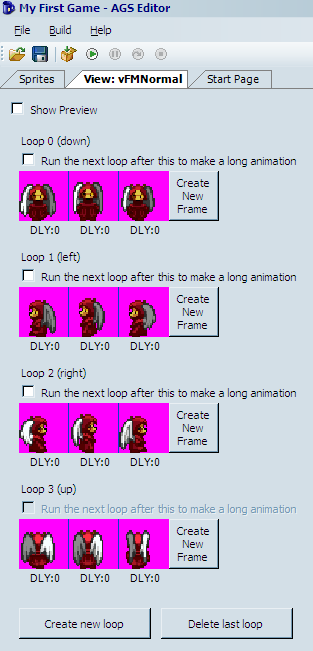 My First Game - AGS Editor
File Build Help
Sprites View: vFMNormal Start Page
Show Preview
Loop 0 (down)
Run the next loop after this to make a long animation
Create
New
Frame
DLY:0 DLY:0 DLY:0
Loop 1 (left)
Run the next loop after this to make a long animation
Create
New
Frame
DLY:0 DLY:0 DLY:0
Loop 2 (right)
Run the next loop after this to make a long animation
Create
New
Frame
DLY:0 DLY:0 DLY:0
Loop 3 (up)
Run the next loop after this to make a long animation
Create
New
Frame
DLY:0 DLY:0 DLY:0
Create new loop Delete last loop